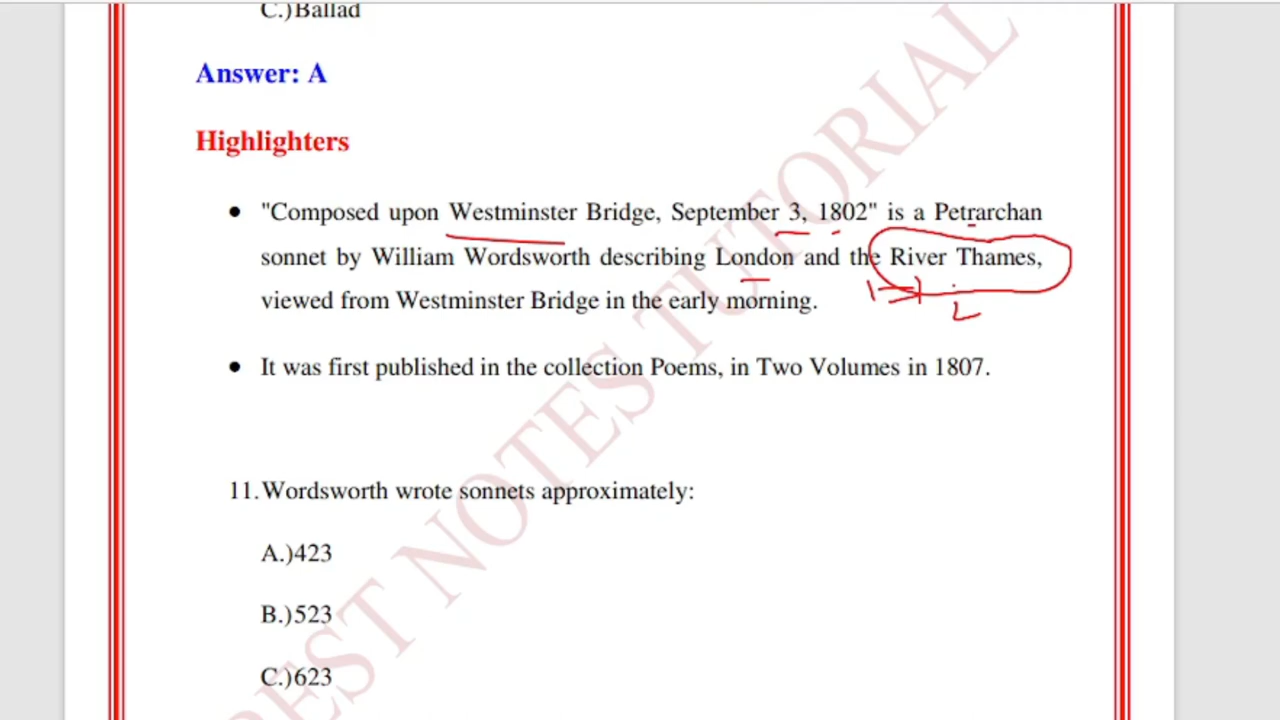 C.)Ballad
Answer: A
Highlighters
• "Composed upon Westminster Bridge, September 3, 1802" is a Petrarchan
sonnet by William Wordsworth describing London and the River Thames,
viewed from Westminster Bridge in the early morning.
• It was first published in the collection Poems, in Two Volumes in 1807.
11.Wordsworth wrote sonnets approximately:
A.)423
B.)523
C.)623
EST NOTES TUTORIAL